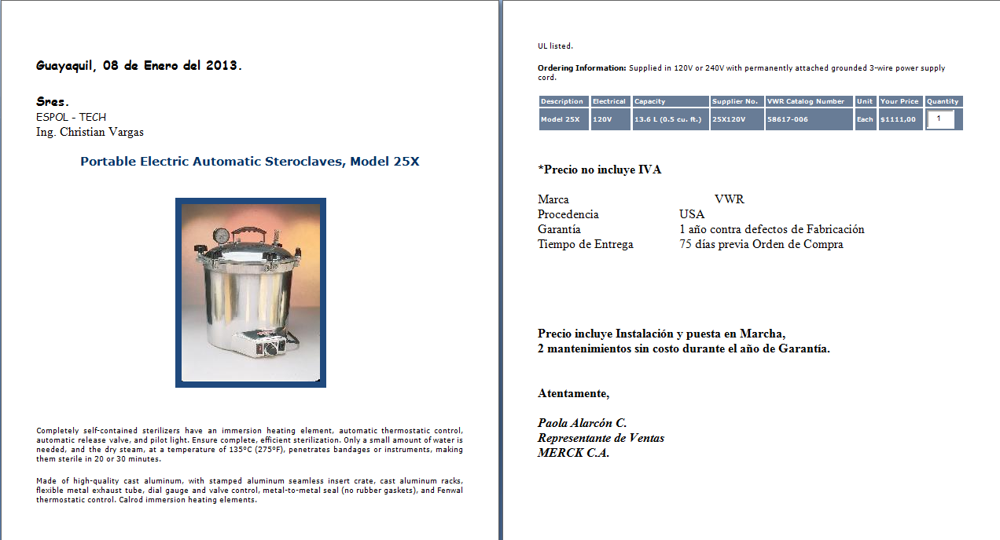 Guayaquil, 08 de Enero del 2013.
Sres.
ESPOL - TECH
Ing. Christian Vargas
Portable Electric Automatic Steroclaves, Model 25X
Completely self-contained sterilizers have an immersion heating element, automatic thermostatic control,
automatic release valve, and pilot light. Ensure complete, efficient sterilization. Only a small amount of water is
needed, and the dry steam, at a temperature of 135ºC (275ºF), penetrates bandages or instruments, making
them sterile in 20 or 30 minutes.
Made of high-quality cast aluminum, with stamped aluminum seamless insert crate, cast aluminum racks,
flexible metal exhaust tube, dial gauge and valve control, metal-to-metal seal (no rubber gaskets), and Fenwal
thermostatic control. Calrod immersion heating elements.
UL listed.
Ordering Information: Supplied in 120V or 240V with permanently attached grounded 3-wire power supply
cord.
Description Electrical Capacity Supplier No. VWR Catalog Number Unit Your Price Quantity
Model 25X 120V 13.6 L (0.5 cu. ft.) 25X120V 58617-006 Each $1111,00 1
*Precio no incluye IVA
Marca VWR
Procedencia USA
Garantía 1 año contra defectos de Fabricación
Tiempo de Entrega 75 días previa Orden de Compra
Precio incluye Instalación y puesta en Marcha,
2 mantenimientos sin costo durante el año de Garantía.
Atentamente,
Paola Alarcón C.
Representante de Ventas
MERCK C.A.